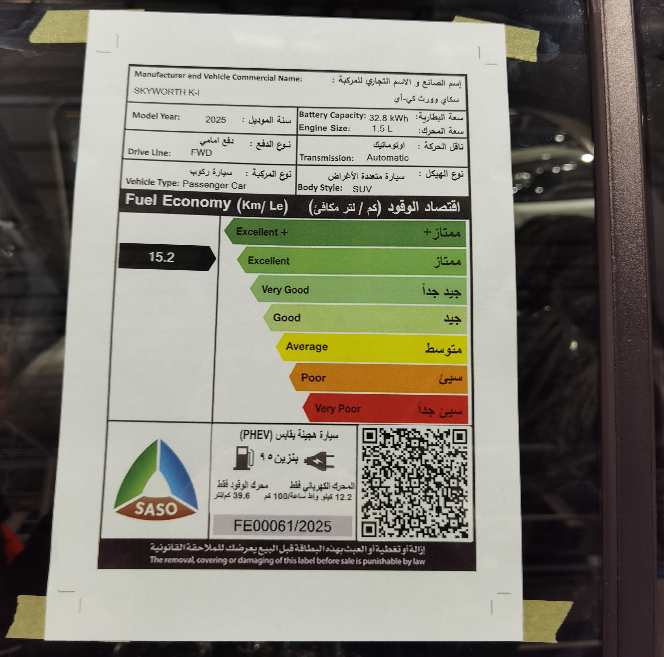 Manufacturer and Vehicle Commercial Name: إسم الصانع و الاسم التجاري للمركبة :
SKYWORTH K-I سكاي وورث كي-آي
Model Year: 2025 سنة الموديل :
Battery Capacity: 32.8 kWh سعة البطارية:
Engine Size: 1.5 L سعة المحرك:
دفع امامي نوع الدفع :
Drive Line: FWD
اوتوماتيك ناقل الحركة :
Transmission: Automatic
سيارة ركوب نوع المركبة :
Vehicle Type: Passenger Car
سيارة متعددة الأغراض نوع الهيكل :
Body Style: SUV
Fuel Economy (Km/ Le) اقتصاد الوقود (كم / لتر مكافئ)
Excellent + ممتاز +
15.2
Excellent ممتاز
Very Good جيد جداً
Good جيد
Average متوسط
Poor سيئ
Very Poor سيئ جداً
سيارة هجينة بقابس (PHEV)
بنزين ٩٥
المحرك الكهربائي فقط محرك الوقود فقط
12.2 كيلو واط ساعة/100 كم 39.6 كم/لتر
SASO
FE00061/2025
إزالة أو تغطية أو العبث بهذه البطاقة قبل البيع يعرضك للملاحقة القانونية
The removal, covering or damaging of this label before sale is punishable by law